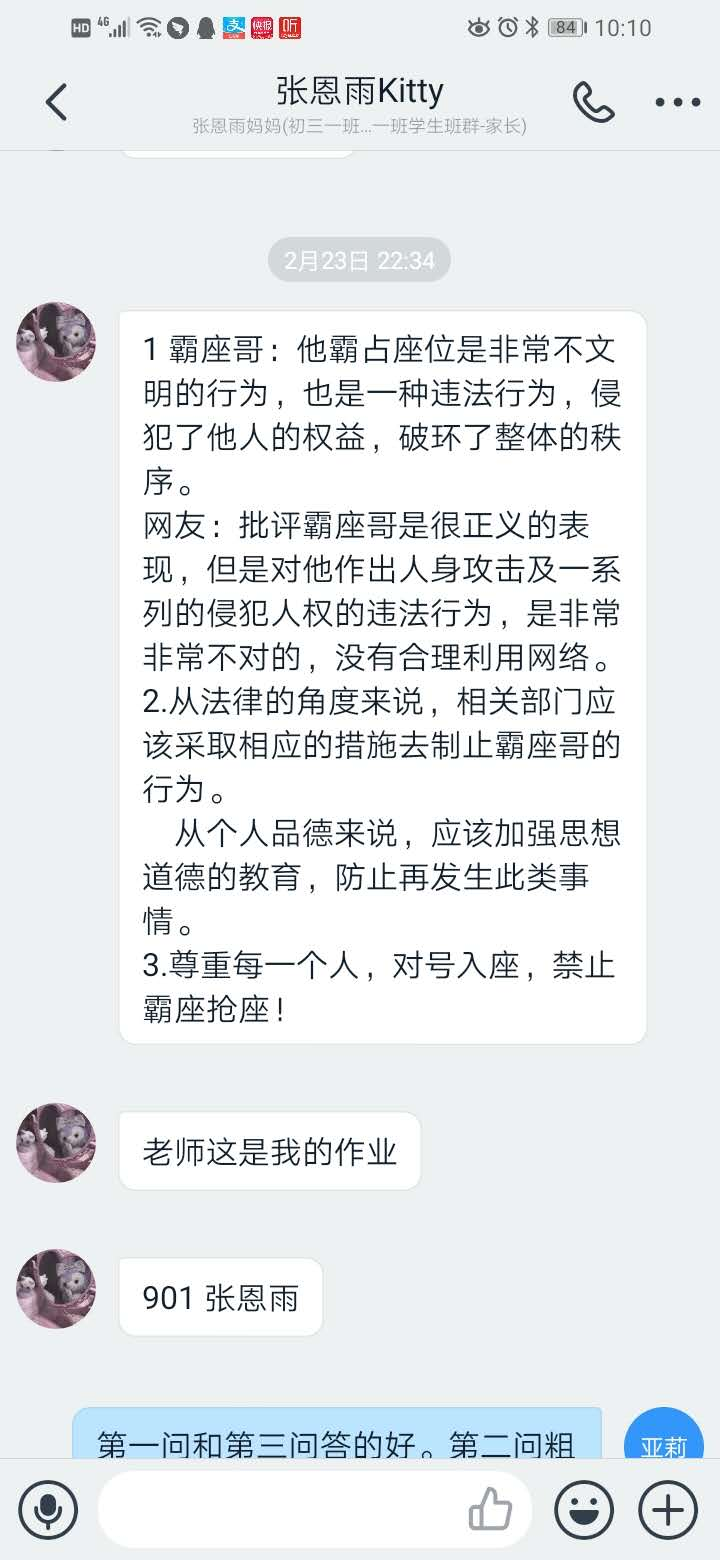 HD 4G 支 快报 听 84 10:10
张恩雨Kitty
张恩雨妈妈(初三一班...一班学生班群-家长)
2月23日 22:34
1 霸座哥：他霸占座位是非常不文
明的行为，也是一种违法行为，侵
犯了他人的权益，破环了整体的秩
序。
网友：批评霸座哥是很正义的表
现，但是对他作出人身攻击及一系
列的侵犯人权的违法行为，是非常
非常不对的，没有合理利用网络。
2.从法律的角度来说，相关部门应
该采取相应的措施去制止霸座哥的
行为。
从个人品德来说，应该加强思想
道德的教育，防止再发生此类事
情。
3.尊重每一个人，对号入座，禁止
霸座抢座！
老师这是我的作业
901 张恩雨
第一问和第三问答的好。第二问粗
亚莉